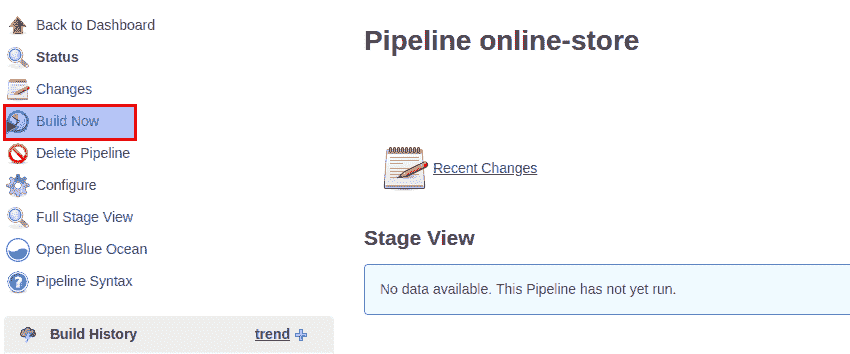 Back to Dashboard
Status
Changes
Build Now
Delete Pipeline
Configure
Full Stage View
Open Blue Ocean
Pipeline Syntax
Build History trend
Pipeline online-store
Recent Changes
Stage View
No data available. This Pipeline has not yet run.